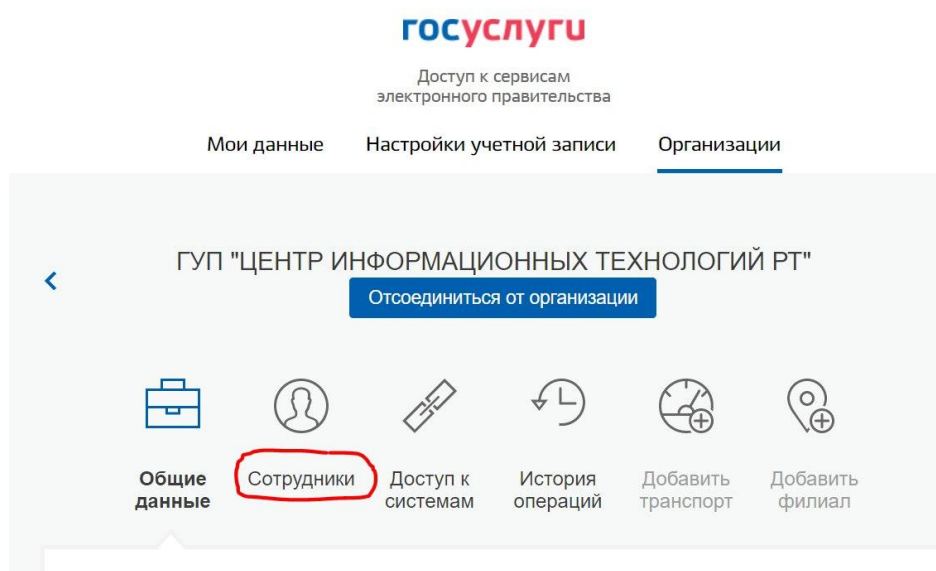 госуслуги
Доступ к сервисам
электронного правительства
Мои данные Настройки учетной записи Организации
ГУП "ЦЕНТР ИНФОРМАЦИОННЫХ ТЕХНОЛОГИЙ РТ"
Отсоединиться от организации
Общие данные
Сотрудники
Доступ к системам
История операций
Добавить транспорт
Добавить филиал